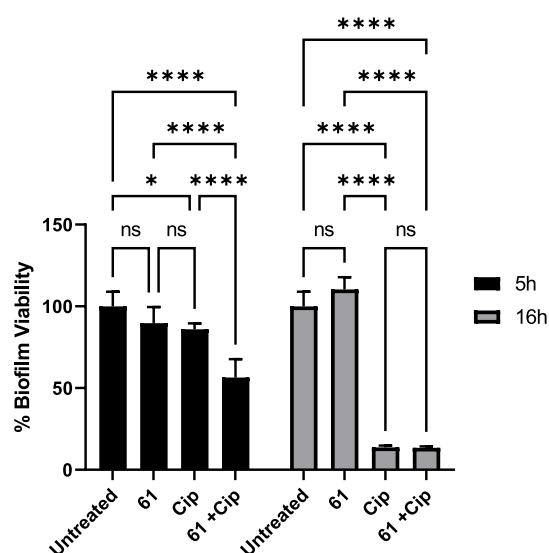 ****
**** ****
**** ****
* **** ****
ns ns ns ns
150
100
50
0
% Biofilm Viability
5h
16h
Untreated 61 Cip 61 +Cip Untreated 61 Cip 61 +Cip